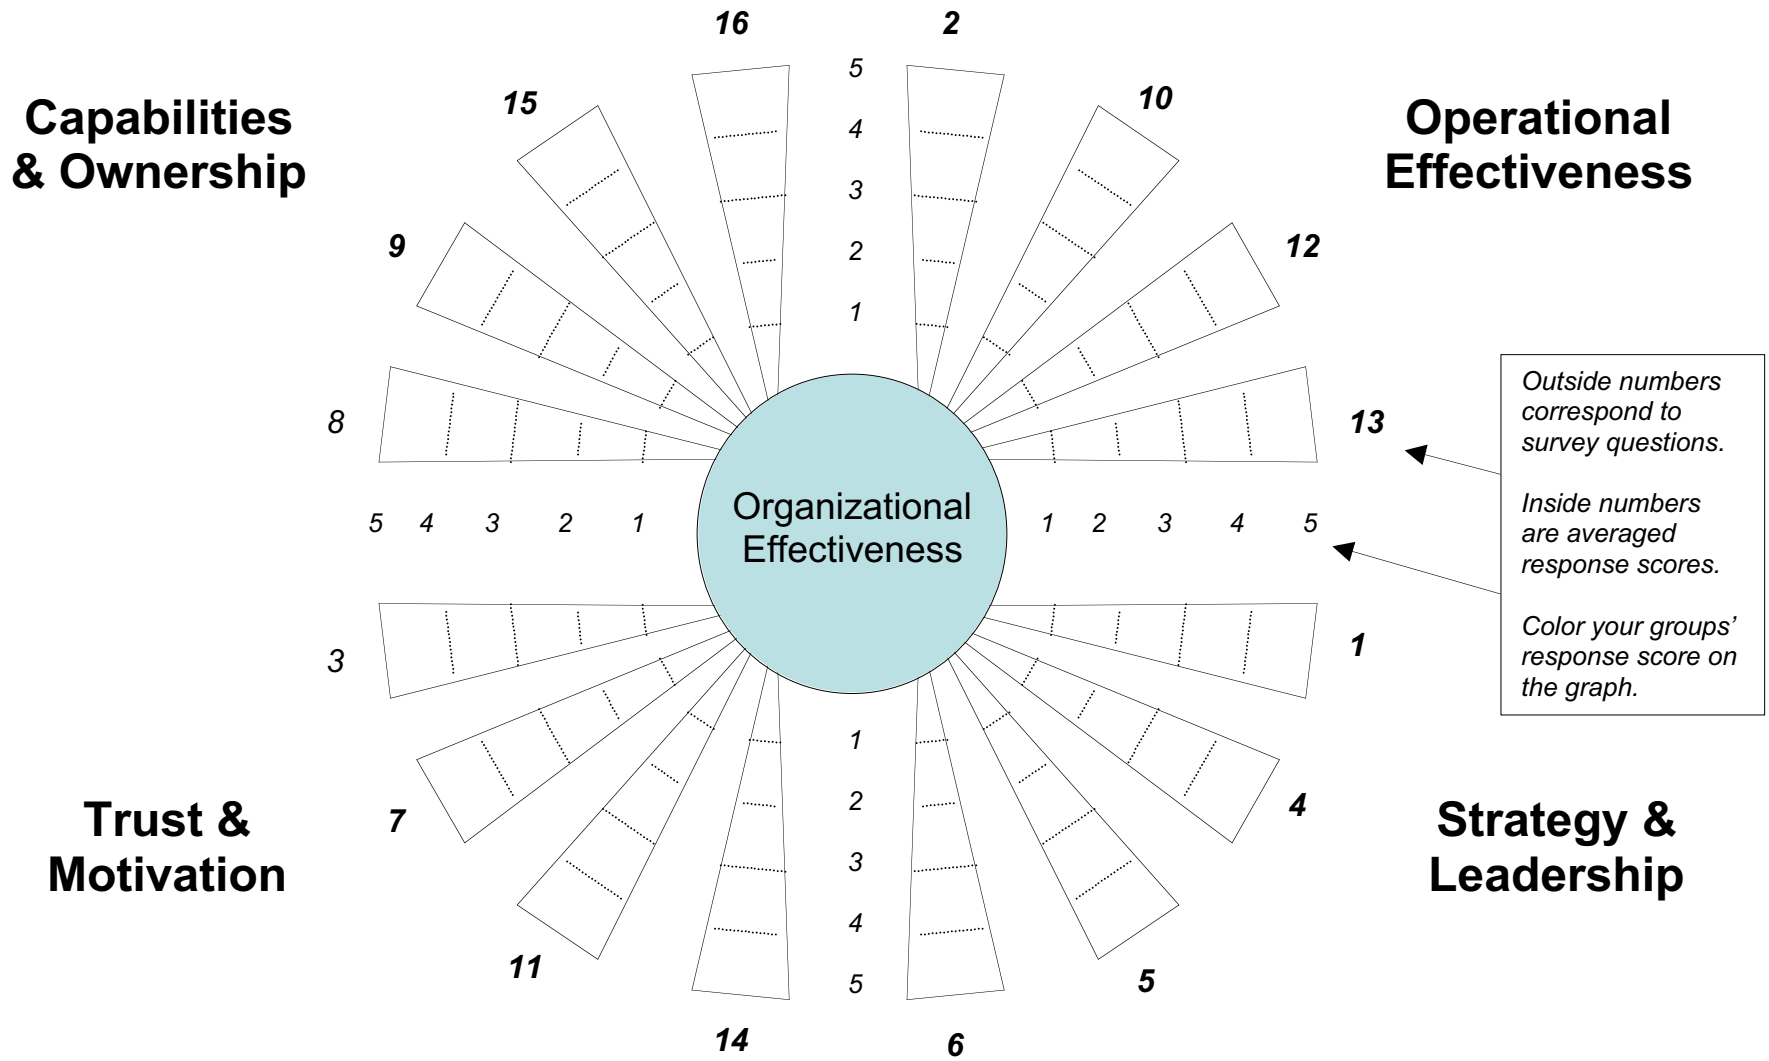 16
2
5
15
10
Capabilities
& Ownership
Operational
Effectiveness
4
3
9
12
2
1
8
13
Outside numbers
correspond to
survey questions.
Organizational
Effectiveness
5 4 3 2 1
1 2 3 4 5
Inside numbers
are averaged
response scores.
3
1
Color your groups’
response score on
the graph.
1
2
7
4
Trust &
Motivation
Strategy &
Leadership
3
4
11
5
5
14
6